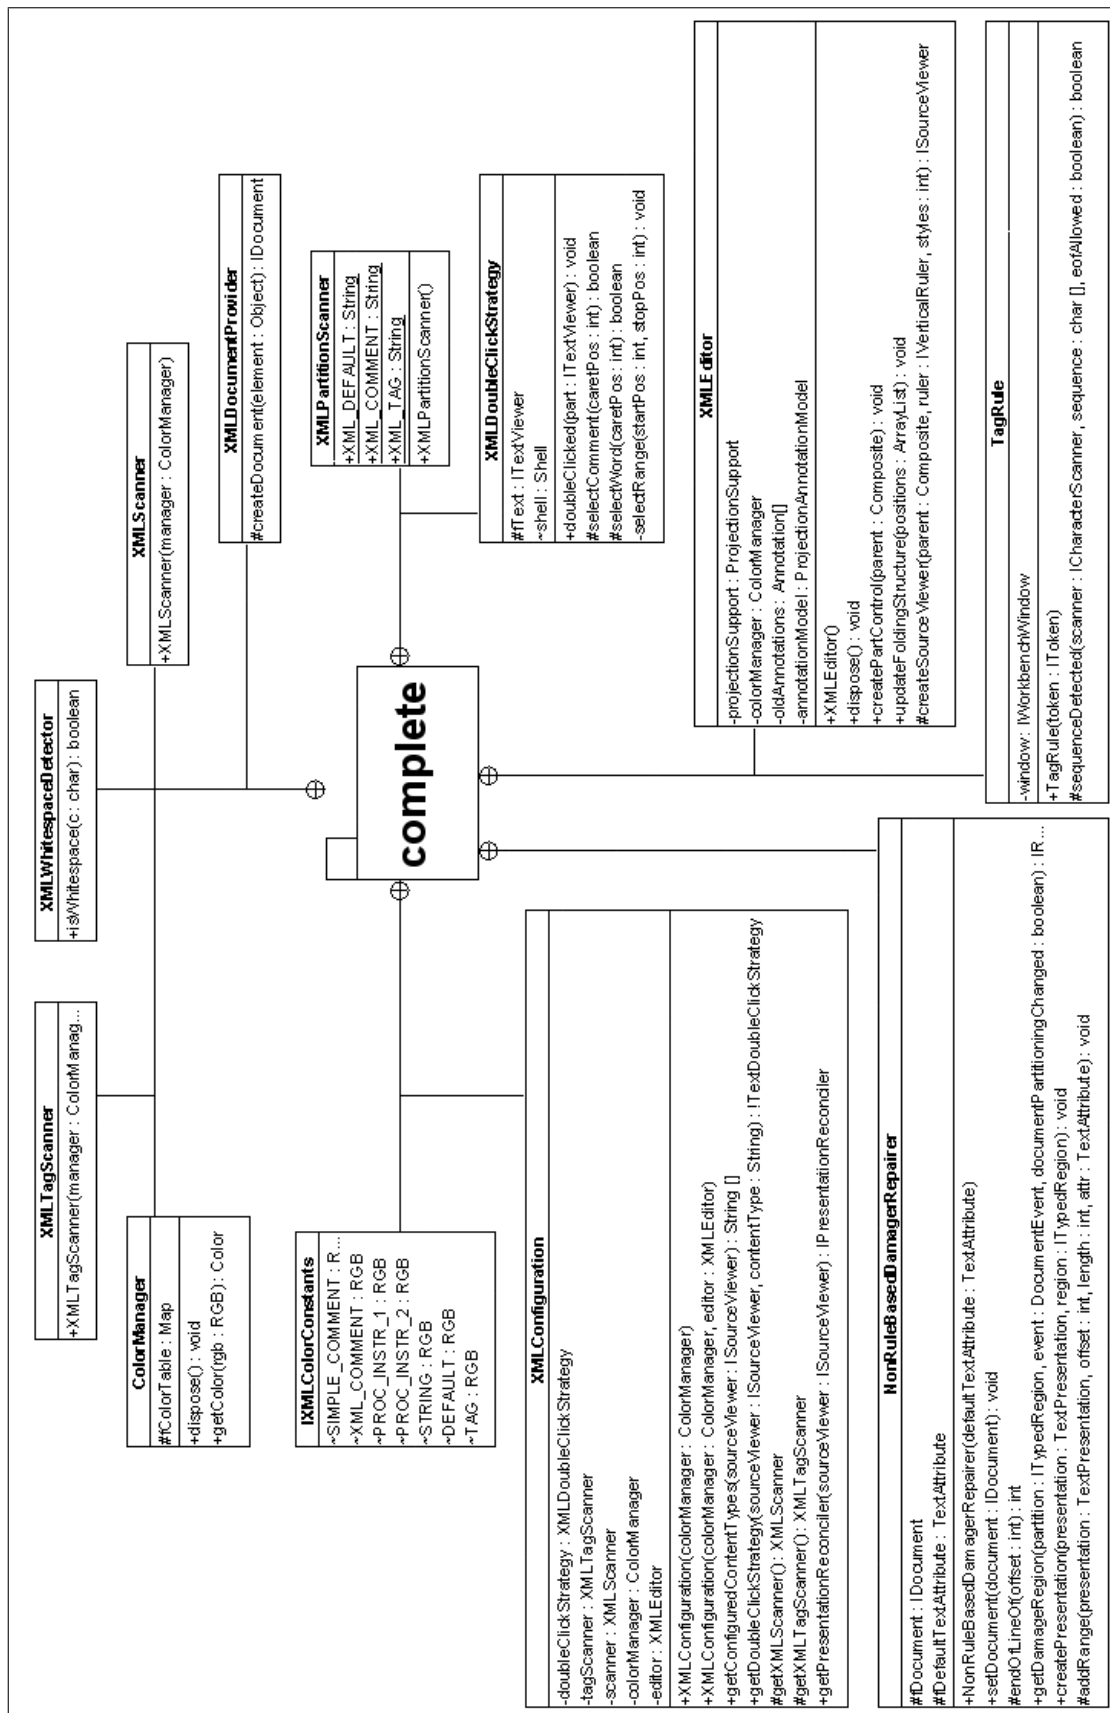 XMLTagScanner
+XMLTagScanner(manager : ColorManag...
XMLWhitespaceDetector
+isWhitespace(c : char) : boolean
XMLScanner
+XMLScanner(manager : ColorManager)
ColorManager
#fColorTable : Map
+dispose() : void
+getColor(rgb : RGB) : Color
XMLDocumentProvider
#createDocument(element : Object) : IDocument
IXMLColorConstants
~SIMPLE_COMMENT : R...
~XML_COMMENT : RGB
~PROC_INSTR_1 : RGB
~PROC_INSTR_2 : RGB
~STRING : RGB
~DEFAULT : RGB
~TAG : RGB
complete
XMLPartitionScanner
+XML_DEFAULT : String
+XML_COMMENT : String
+XML_TAG : String
+XMLPartitionScanner()
XMLDoubleClickStrategy
#fText : ITextViewer
~shell : Shell
+doubleClicked(part : ITextViewer) : void
#selectComment(caretPos : int) : boolean
#selectWord(caretPos : int) : boolean
-selectRange(startPos : int, stopPos : int) : void
XMLConfiguration
-doubleClickStrategy : XMLDoubleClickStrategy
-tagScanner : XMLTagScanner
-scanner : XMLScanner
-colorManager : ColorManager
-editor : XMLEditor
+XMLConfiguration(colorManager : ColorManager)
+XMLConfiguration(colorManager : ColorManager, editor : XMLEditor)
+getConfiguredContentTypes(sourceViewer : ISourceViewer) : String []
+getDoubleClickStrategy(sourceViewer : ISourceViewer, contentType : String) : ITextDoubleClickStrategy
#getXMLScanner() : XMLScanner
#getXMLTagScanner() : XMLTagScanner
+getPresentationReconciler(sourceViewer : ISourceViewer) : IPresentationReconciler
XMLEditor
-projectionSupport : ProjectionSupport
-colorManager : ColorManager
-oldAnnotations : Annotation[]
-annotationModel : ProjectionAnnotationModel
+XMLEditor()
+dispose() : void
+createPartControl(parent : Composite) : void
+updateFoldingStructure(positions : ArrayList) : void
#createSourceViewer(parent : Composite, ruler : IVerticalRuler, styles : int) : ISourceViewer
NonRuleBasedDamagerRepairer
#fDocument : IDocument
#fDefaultTextAttribute : TextAttribute
+NonRuleBasedDamagerRepairer(defaultTextAttribute : TextAttribute)
+setDocument(document : IDocument) : void
#endOfLineOf(offset : int) : int
+getDamageRegion(partition : ITypedRegion, event : DocumentEvent, documentPartitioningChanged : boolean) : IR...
+createPresentation(presentation : TextPresentation, region : ITypedRegion) : void
#addRange(presentation : TextPresentation, offset : int, length : int, attr : TextAttribute) : void
TagRule
-window : IWorkbenchWindow
+TagRule(token : IToken)
#sequenceDetected(scanner : ICharacterScanner, sequence : char [], eofAllowed : boolean) : boolean